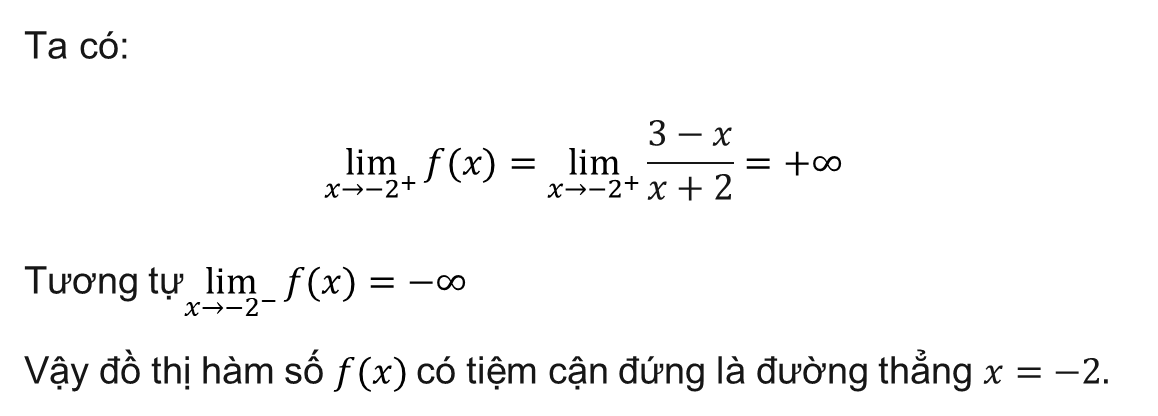 Ta có:
lim_{x→−2⁺} f(x) = lim_{x→−2⁺} (3 − x)/(x + 2) = +∞
Tương tự lim_{x→−2⁻} f(x) = −∞
Vậy đồ thị hàm số f(x) có tiệm cận đứng là đường thẳng x = −2.